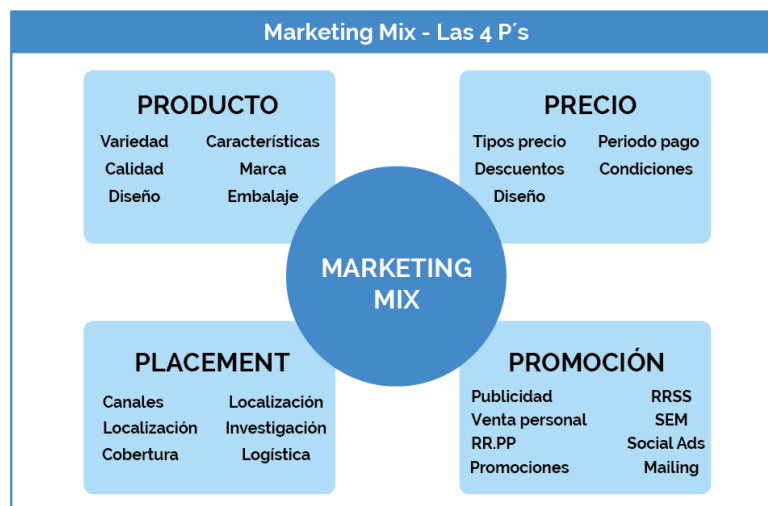 Marketing Mix - Las 4 P´s
PRODUCTO
Variedad Características
Calidad Marca
Diseño Embalaje
PRECIO
Tipos precio Periodo pago
Descuentos Condiciones
Diseño
MARKETING
MIX
PLACEMENT
Canales Localización
Localización Investigación
Cobertura Logística
PROMOCIÓN
Publicidad RRSS
Venta personal SEM
RR.PP Social Ads
Promociones Mailing